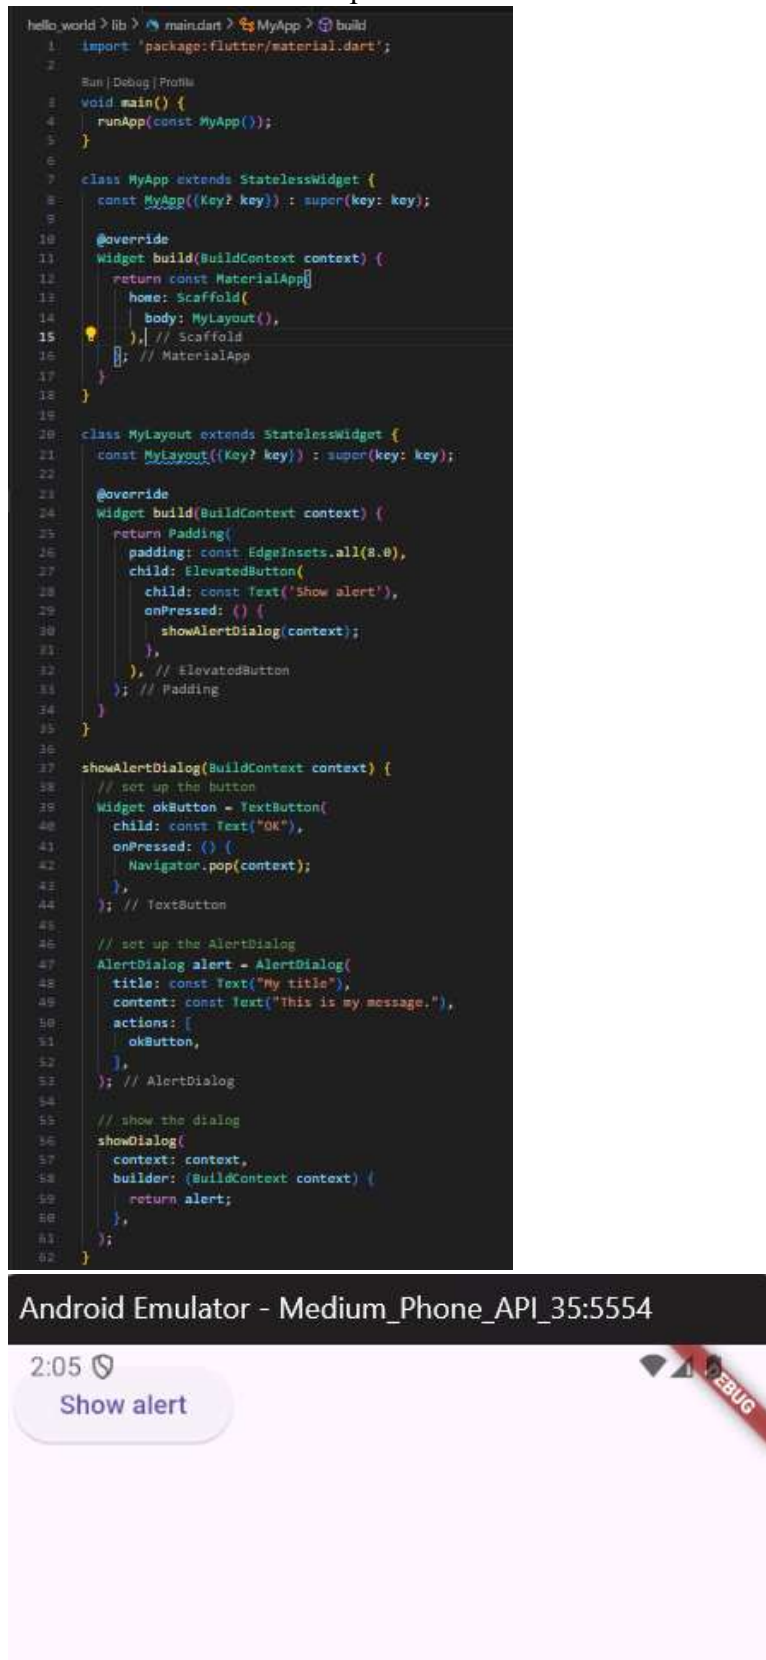 hello_world > lib > main.dart > MyApp > build
1 import 'package:flutter/material.dart';
2
Run | Debug | Profile
3 void main() {
4 runApp(const MyApp());
5 }
6
7 class MyApp extends StatelessWidget {
8 const MyApp({Key? key}) : super(key: key);
9
10 @override
11 Widget build(BuildContext context) {
12 return const MaterialApp(
13 home: Scaffold(
14 body: MyLayout(),
15 ), // Scaffold
16 ); // MaterialApp
17 }
18 }
19
20 class MyLayout extends StatelessWidget {
21 const MyLayout({Key? key}) : super(key: key);
22
23 @override
24 Widget build(BuildContext context) {
25 return Padding(
26 padding: const EdgeInsets.all(8.0),
27 child: ElevatedButton(
28 child: const Text('Show alert'),
29 onPressed: () {
30 showAlertDialog(context);
31 },
32 ), // ElevatedButton
33 ); // Padding
34 }
35 }
36
37 showAlertDialog(BuildContext context) {
38 // set up the button
39 Widget okButton = TextButton(
40 child: const Text("OK"),
41 onPressed: () {
42 Navigator.pop(context);
43 },
44 ); // TextButton
45
46 // set up the AlertDialog
47 AlertDialog alert = AlertDialog(
48 title: const Text("My title"),
49 content: const Text("This is my message."),
50 actions: [
51 okButton,
52 ],
53 ); // AlertDialog
54
55 // show the dialog
56 showDialog(
57 context: context,
58 builder: (BuildContext context) {
59 return alert;
60 },
61 );
62 }
Android Emulator - Medium_Phone_API_35:5554
2:05
DEBUG
Show alert